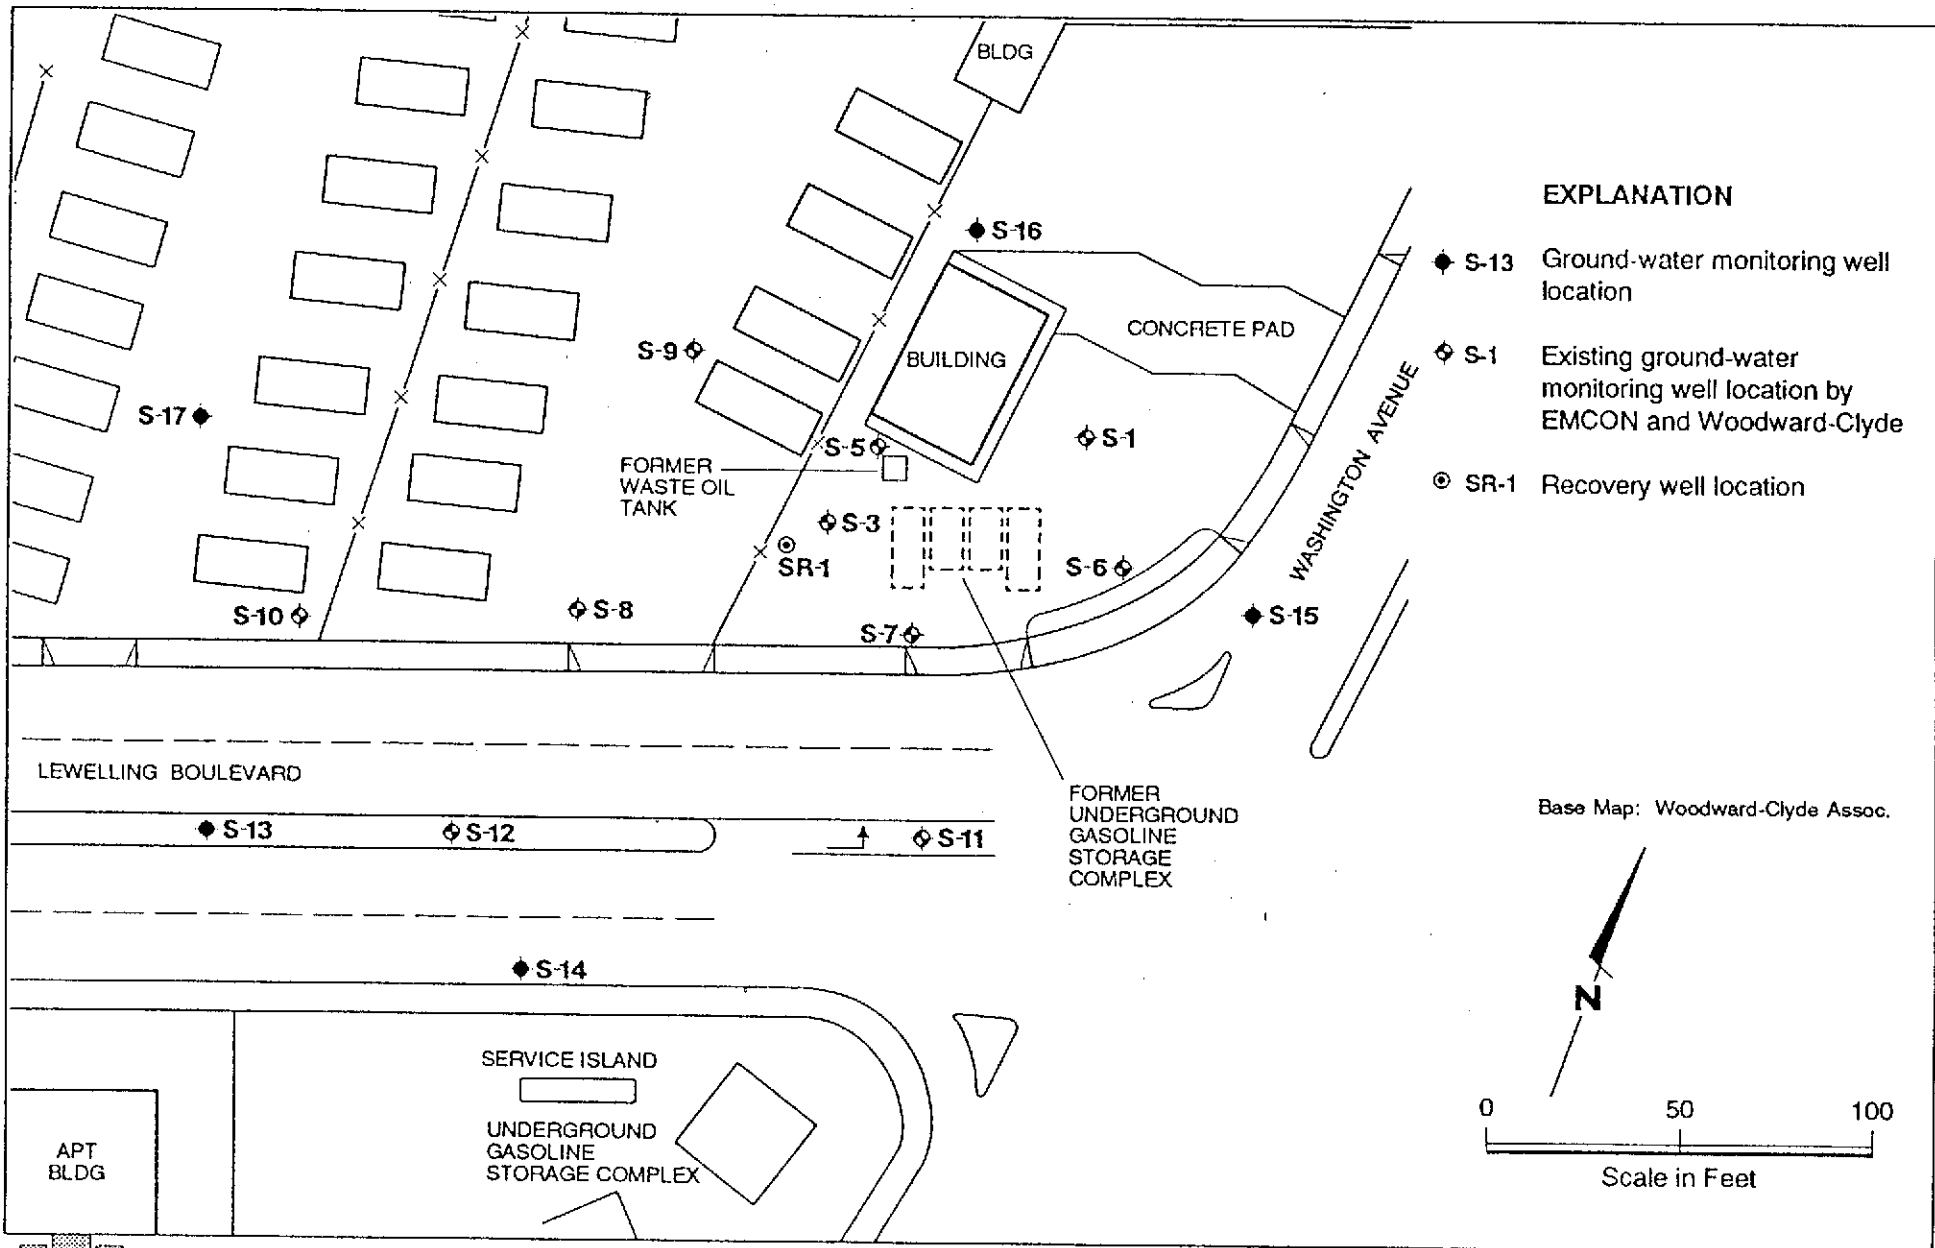 BLDG
EXPLANATION
S-16
S-13 Ground-water monitoring well
location
CONCRETE PAD
S-9
BUILDING
S-1 Existing ground-water
monitoring well location by
EMCON and Woodward-Clyde
WASHINGTON AVENUE
S-17
S-1
S-5
FORMER
WASTE OIL
TANK
SR-1 Recovery well location
S-3
SR-1
S-6
S-10
S-8
S-7
S-15
LEWELLING BOULEVARD
FORMER
UNDERGROUND
GASOLINE
STORAGE
COMPLEX
Base Map: Woodward-Clyde Assoc.
S-13
S-12
S-11
S-14
N
SERVICE ISLAND
UNDERGROUND
GASOLINE
STORAGE COMPLEX
APT
BLDG
0 50 100
Scale in Feet